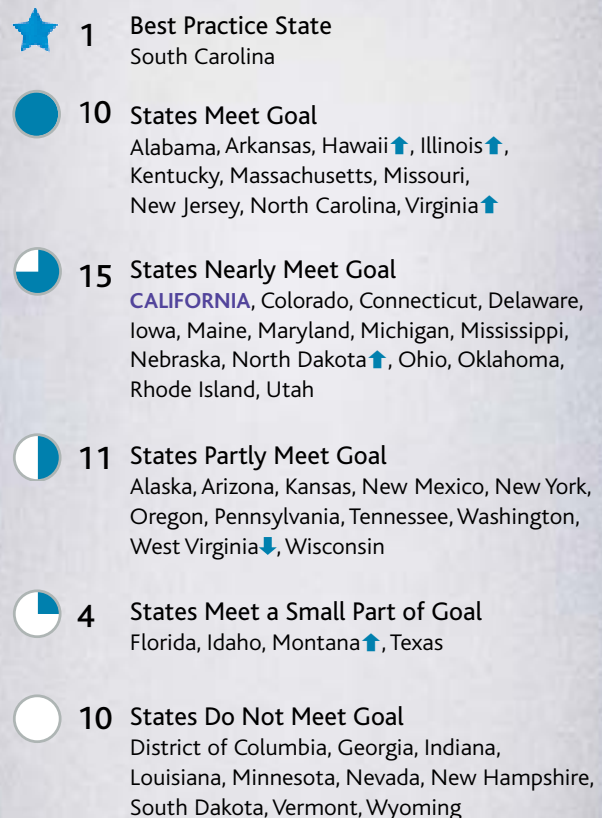 1 Best Practice State
South Carolina
10 States Meet Goal
Alabama, Arkansas, Hawaii⬆, Illinois⬆,
Kentucky, Massachusetts, Missouri,
New Jersey, North Carolina, Virginia⬆
15 States Nearly Meet Goal
CALIFORNIA, Colorado, Connecticut, Delaware,
Iowa, Maine, Maryland, Michigan, Mississippi,
Nebraska, North Dakota⬆, Ohio, Oklahoma,
Rhode Island, Utah
11 States Partly Meet Goal
Alaska, Arizona, Kansas, New Mexico, New York,
Oregon, Pennsylvania, Tennessee, Washington,
West Virginia⬇, Wisconsin
4 States Meet a Small Part of Goal
Florida, Idaho, Montana⬆, Texas
10 States Do Not Meet Goal
District of Columbia, Georgia, Indiana,
Louisiana, Minnesota, Nevada, New Hampshire,
South Dakota, Vermont, Wyoming